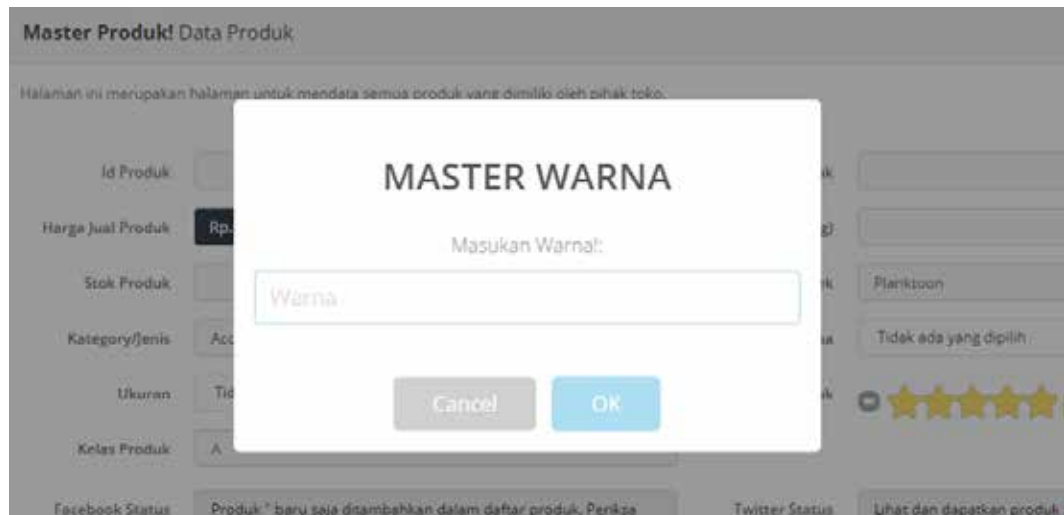 Master Produk! Data Produk
Halaman ini merupakan halaman untuk mendata semua produk yang dimiliki oleh pihak toko.
MASTER WARNA
Id Produk
Harga Jual Produk Rp.
Masukan Warna!:
Stok Produk Planktoon
Warna
Kategory/Jenis Tidak ada yang dipilih
Ukuran
Cancel OK
Kelas Produk A
Facebook Status Produk " baru saja ditambahkan dalam daftar produk. Periksa Twitter Status Lihat dan dapatkan produk